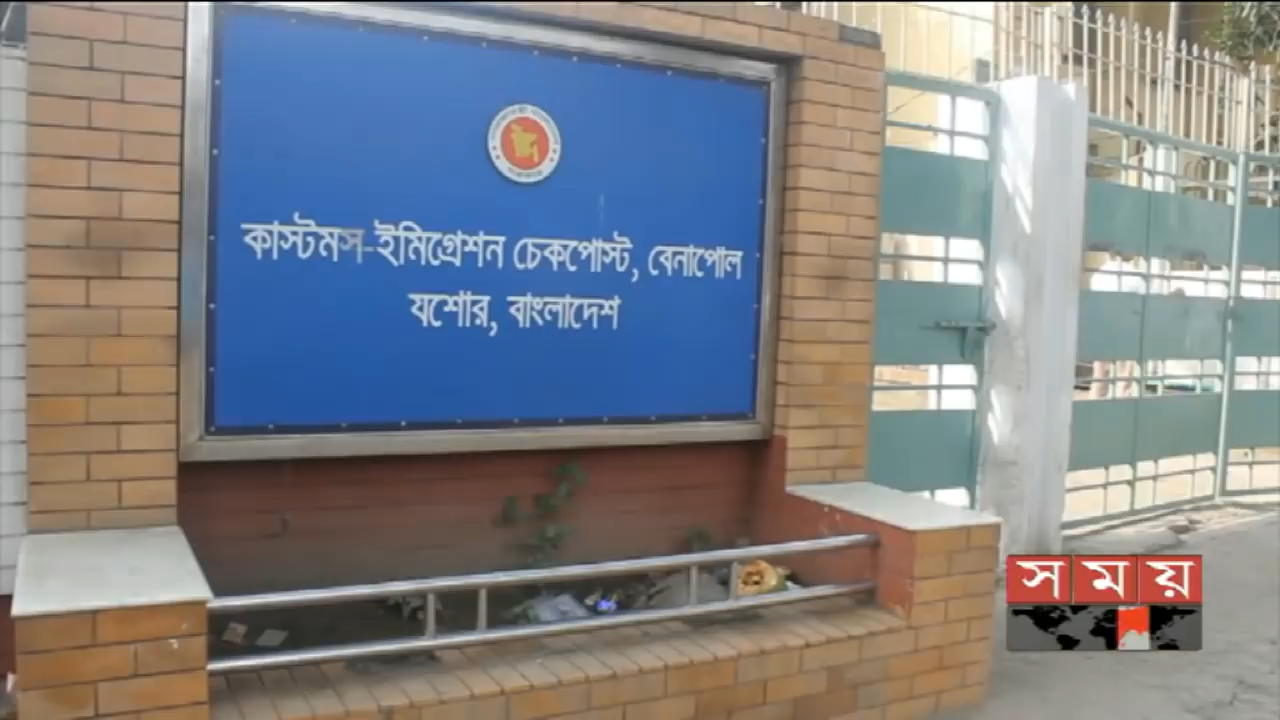 কাস্টমস-ইমিগ্রেশন চেকপোস্ট, বেনাপোল
যশোর, বাংলাদেশ
সময়